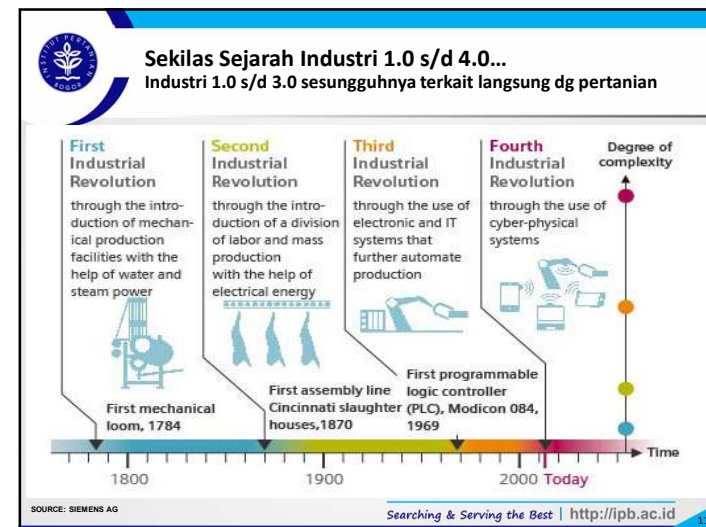 INSTITUT PERTANIAN
BOGOR
Sekilas Sejarah Industri 1.0 s/d 4.0…
Industri 1.0 s/d 3.0 sesungguhnya terkait langsung dg pertanian
First
Industrial
Revolution
through the intro-
duction of mechan-
ical production
facilities with the
help of water and
steam power
First mechanical
loom, 1784
Second
Industrial
Revolution
through the intro-
duction of a division
of labor and mass
production
with the help of
electrical energy
First assembly line
Cincinnati slaughter
houses,1870
Third
Industrial
Revolution
through the use of
electronic and IT
systems that
further automate
production
First programmable
logic controller
(PLC), Modicon 084,
1969
Fourth
Industrial
Revolution
through the use of
cyber-physical
systems
Degree of
complexity
Time
1800
1900
2000
Today
SOURCE: SIEMENS AG
Searching & Serving the Best | http://ipb.ac.id